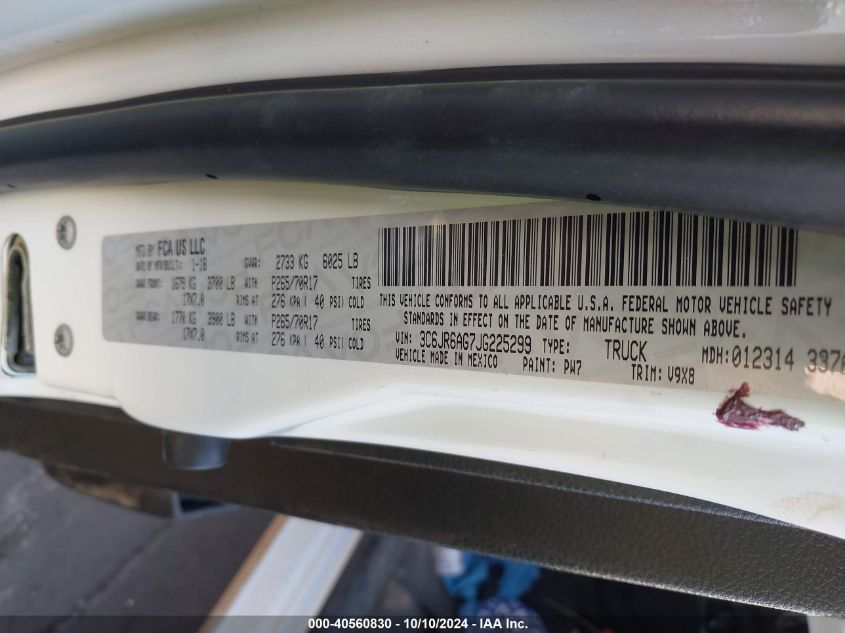 MFD BY FCA US LLC
DATE OF MFR(BUILT): 1-18 GVWR: 2733 KG 6025 LB
GAWR FRONT: 1679 KG 3700 LB WITH P265/70R17 TIRES
17X7.0 RIMS AT 276 KPA ( 40 PSI) COLD
GAWR REAR: 1770 KG 3900 LB WITH P265/70R17 TIRES
17X7.0 RIMS AT 276 KPA ( 40 PSI) COLD
THIS VEHICLE CONFORMS TO ALL APPLICABLE U.S.A. FEDERAL MOTOR VEHICLE SAFETY
STANDARDS IN EFFECT ON THE DATE OF MANUFACTURE SHOWN ABOVE.
VIN: 3C6JR6AG7JG225299 TYPE: TRUCK MDH: 012314
VEHICLE MADE IN MEXICO PAINT: PW7 TRIM: V9X8
000-40560830 - 10/10/2024 - IAA Inc.